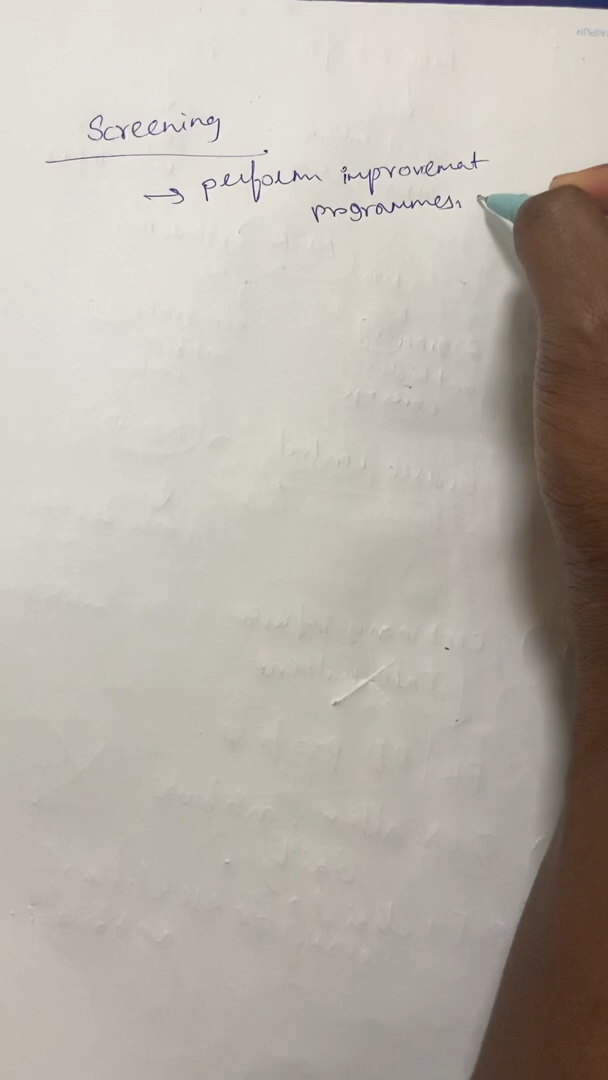 Screening
→ perform improvemat
programmes.